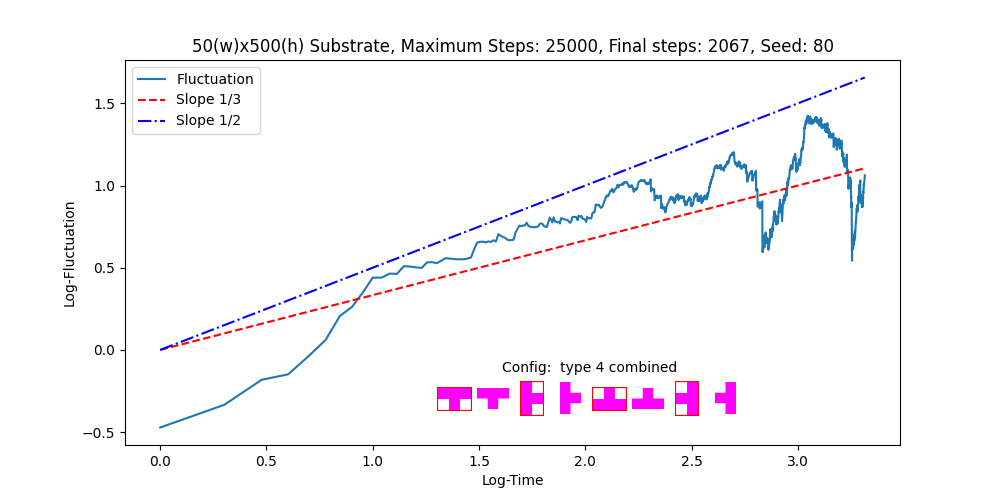 50(w)x500(h) Substrate, Maximum Steps: 25000, Final steps: 2067, Seed: 80
Fluctuation
Slope 1/3
Slope 1/2
Log-Fluctuation
1.5
1.0
0.5
0.0
−0.5
Config:  type 4 combined
0.0 0.5 1.0 1.5 2.0 2.5 3.0
Log-Time